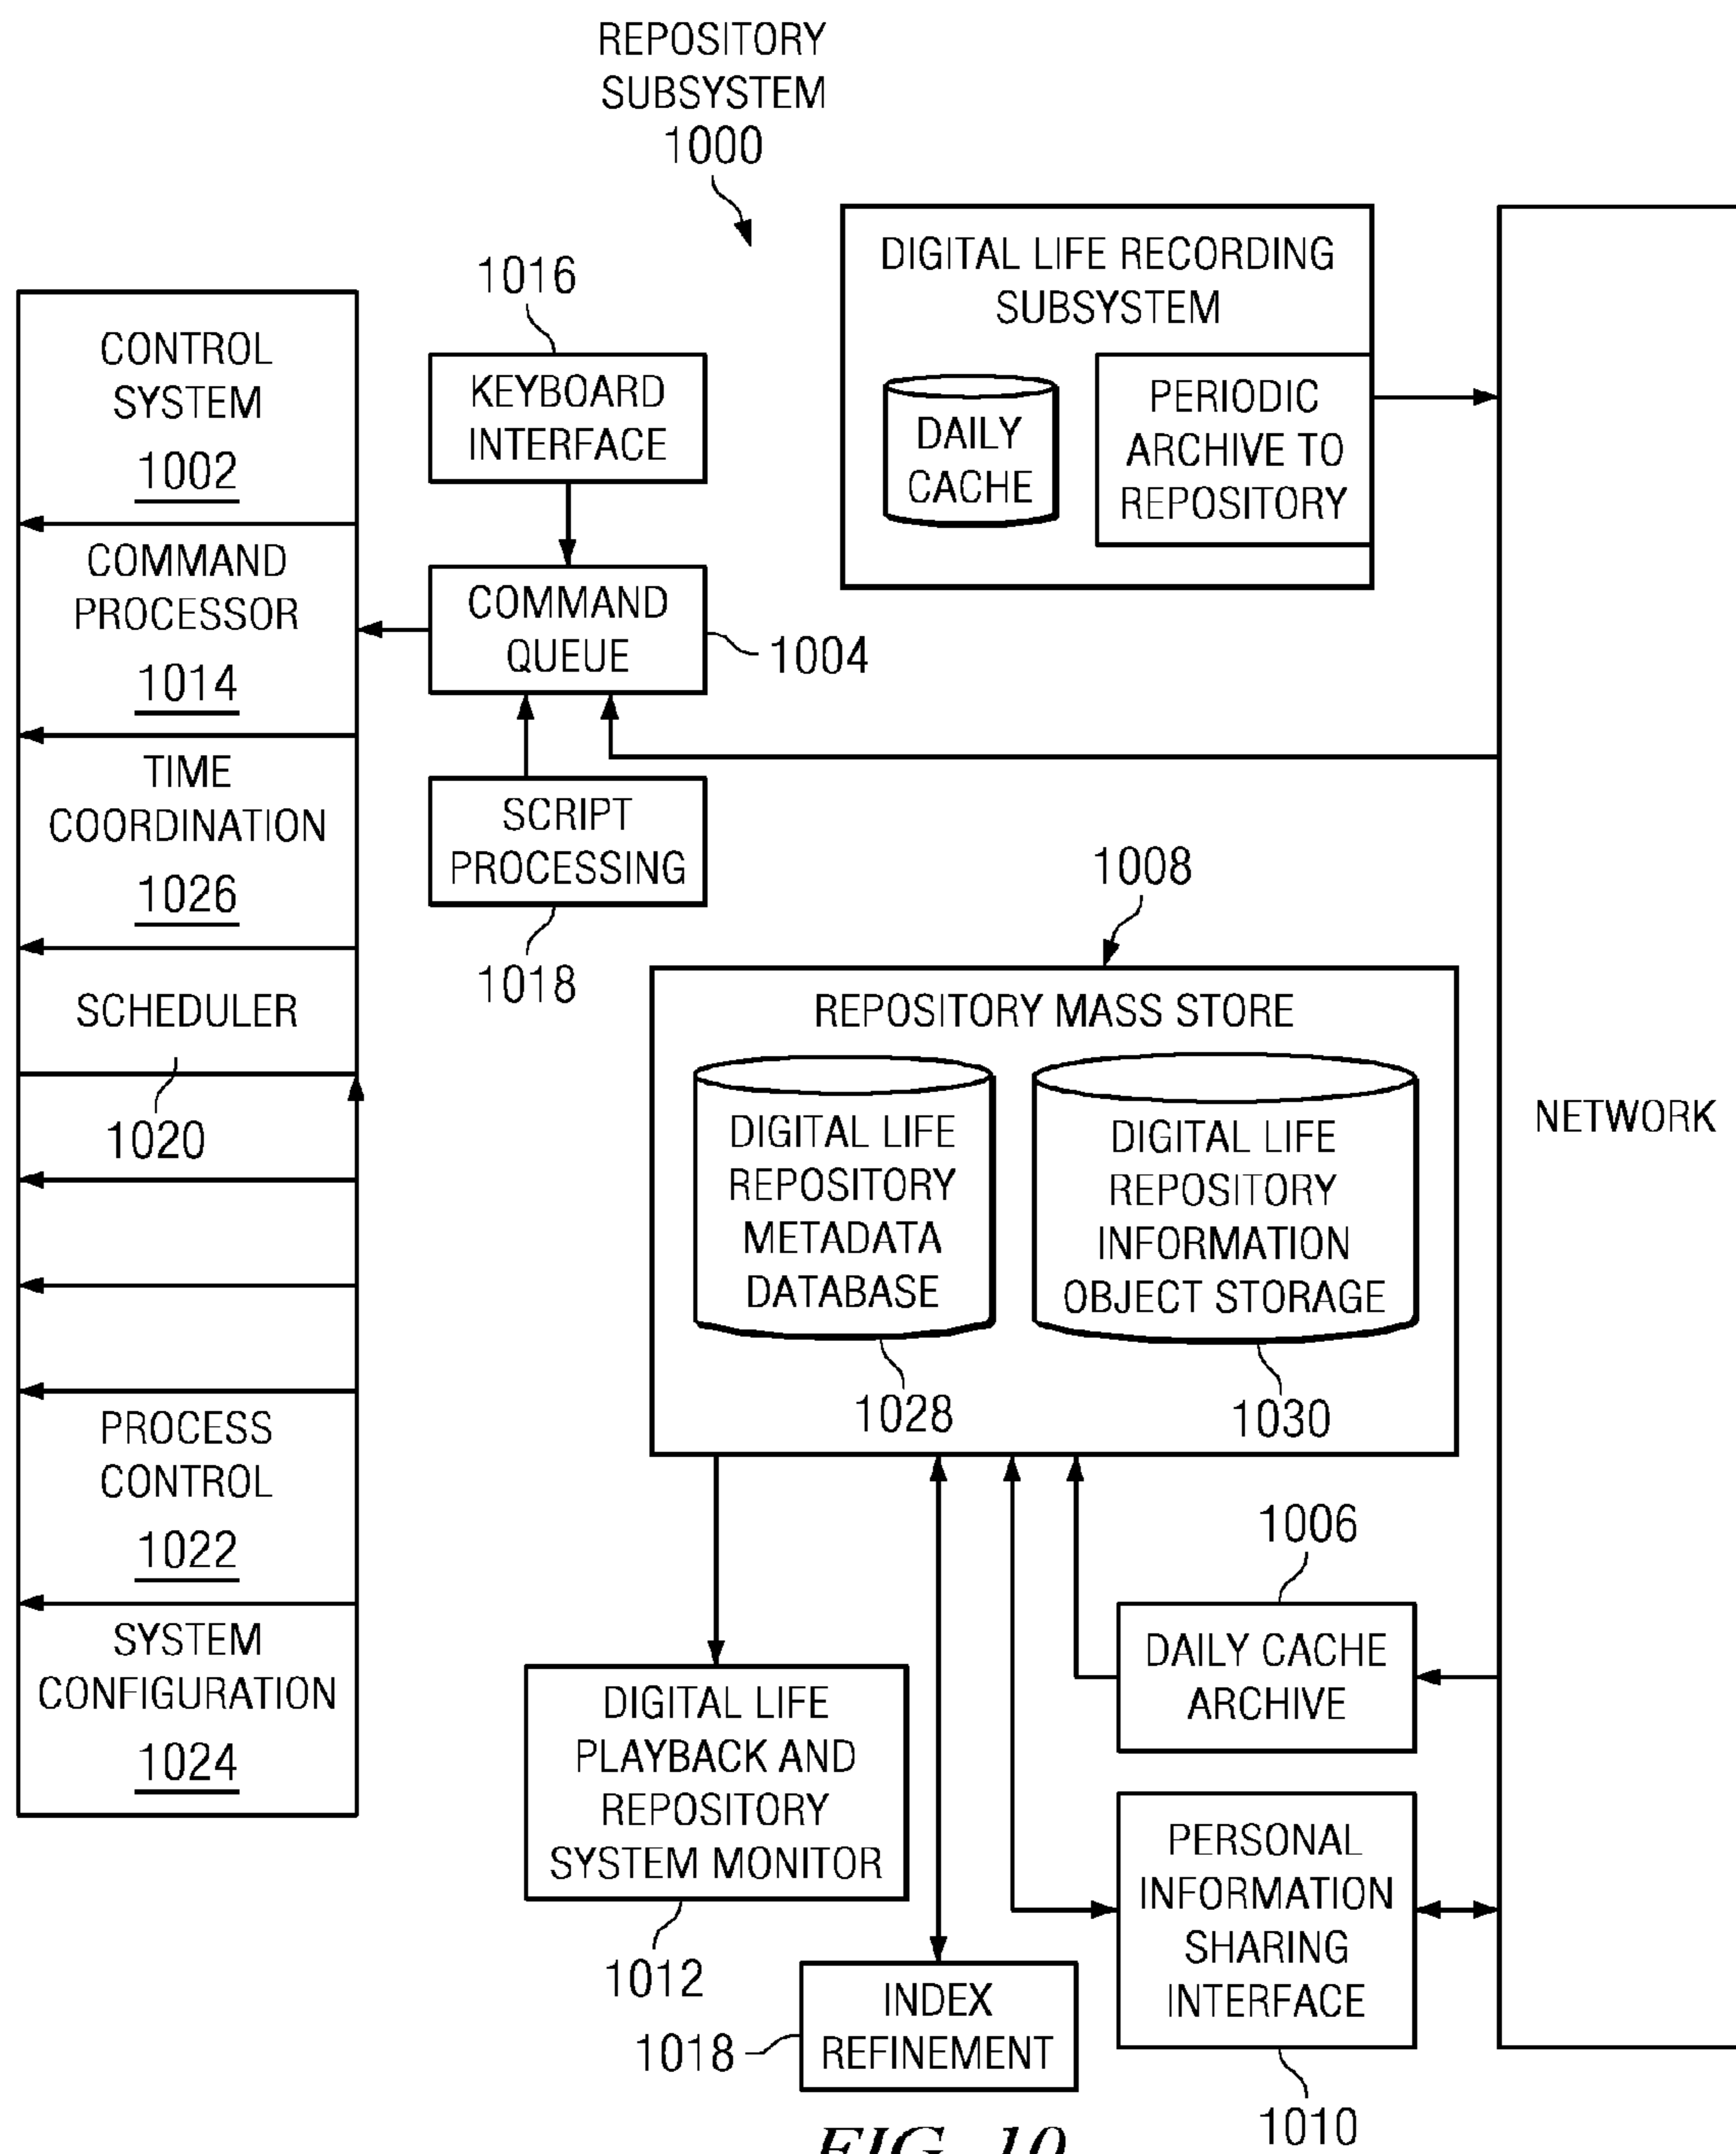 REPOSITORY
SUBSYSTEM
1000
CONTROL
SYSTEM
1002
COMMAND
PROCESSOR
1014
TIME
COORDINATION
1026
SCHEDULER
1020
PROCESS
CONTROL
1022
SYSTEM
CONFIGURATION
1024
1016
KEYBOARD
INTERFACE
COMMAND
QUEUE
1004
SCRIPT
PROCESSING
1018
DIGITAL LIFE RECORDING
SUBSYSTEM
DAILY
CACHE
PERIODIC
ARCHIVE TO
REPOSITORY
NETWORK
1008
REPOSITORY MASS STORE
DIGITAL LIFE
REPOSITORY
METADATA
DATABASE
1028
DIGITAL LIFE
REPOSITORY
INFORMATION
OBJECT STORAGE
1030
1006
DAILY CACHE
ARCHIVE
DIGITAL LIFE
PLAYBACK AND
REPOSITORY
SYSTEM MONITOR
1012
INDEX
REFINEMENT
1018
PERSONAL
INFORMATION
SHARING
INTERFACE
1010
FIG. 10